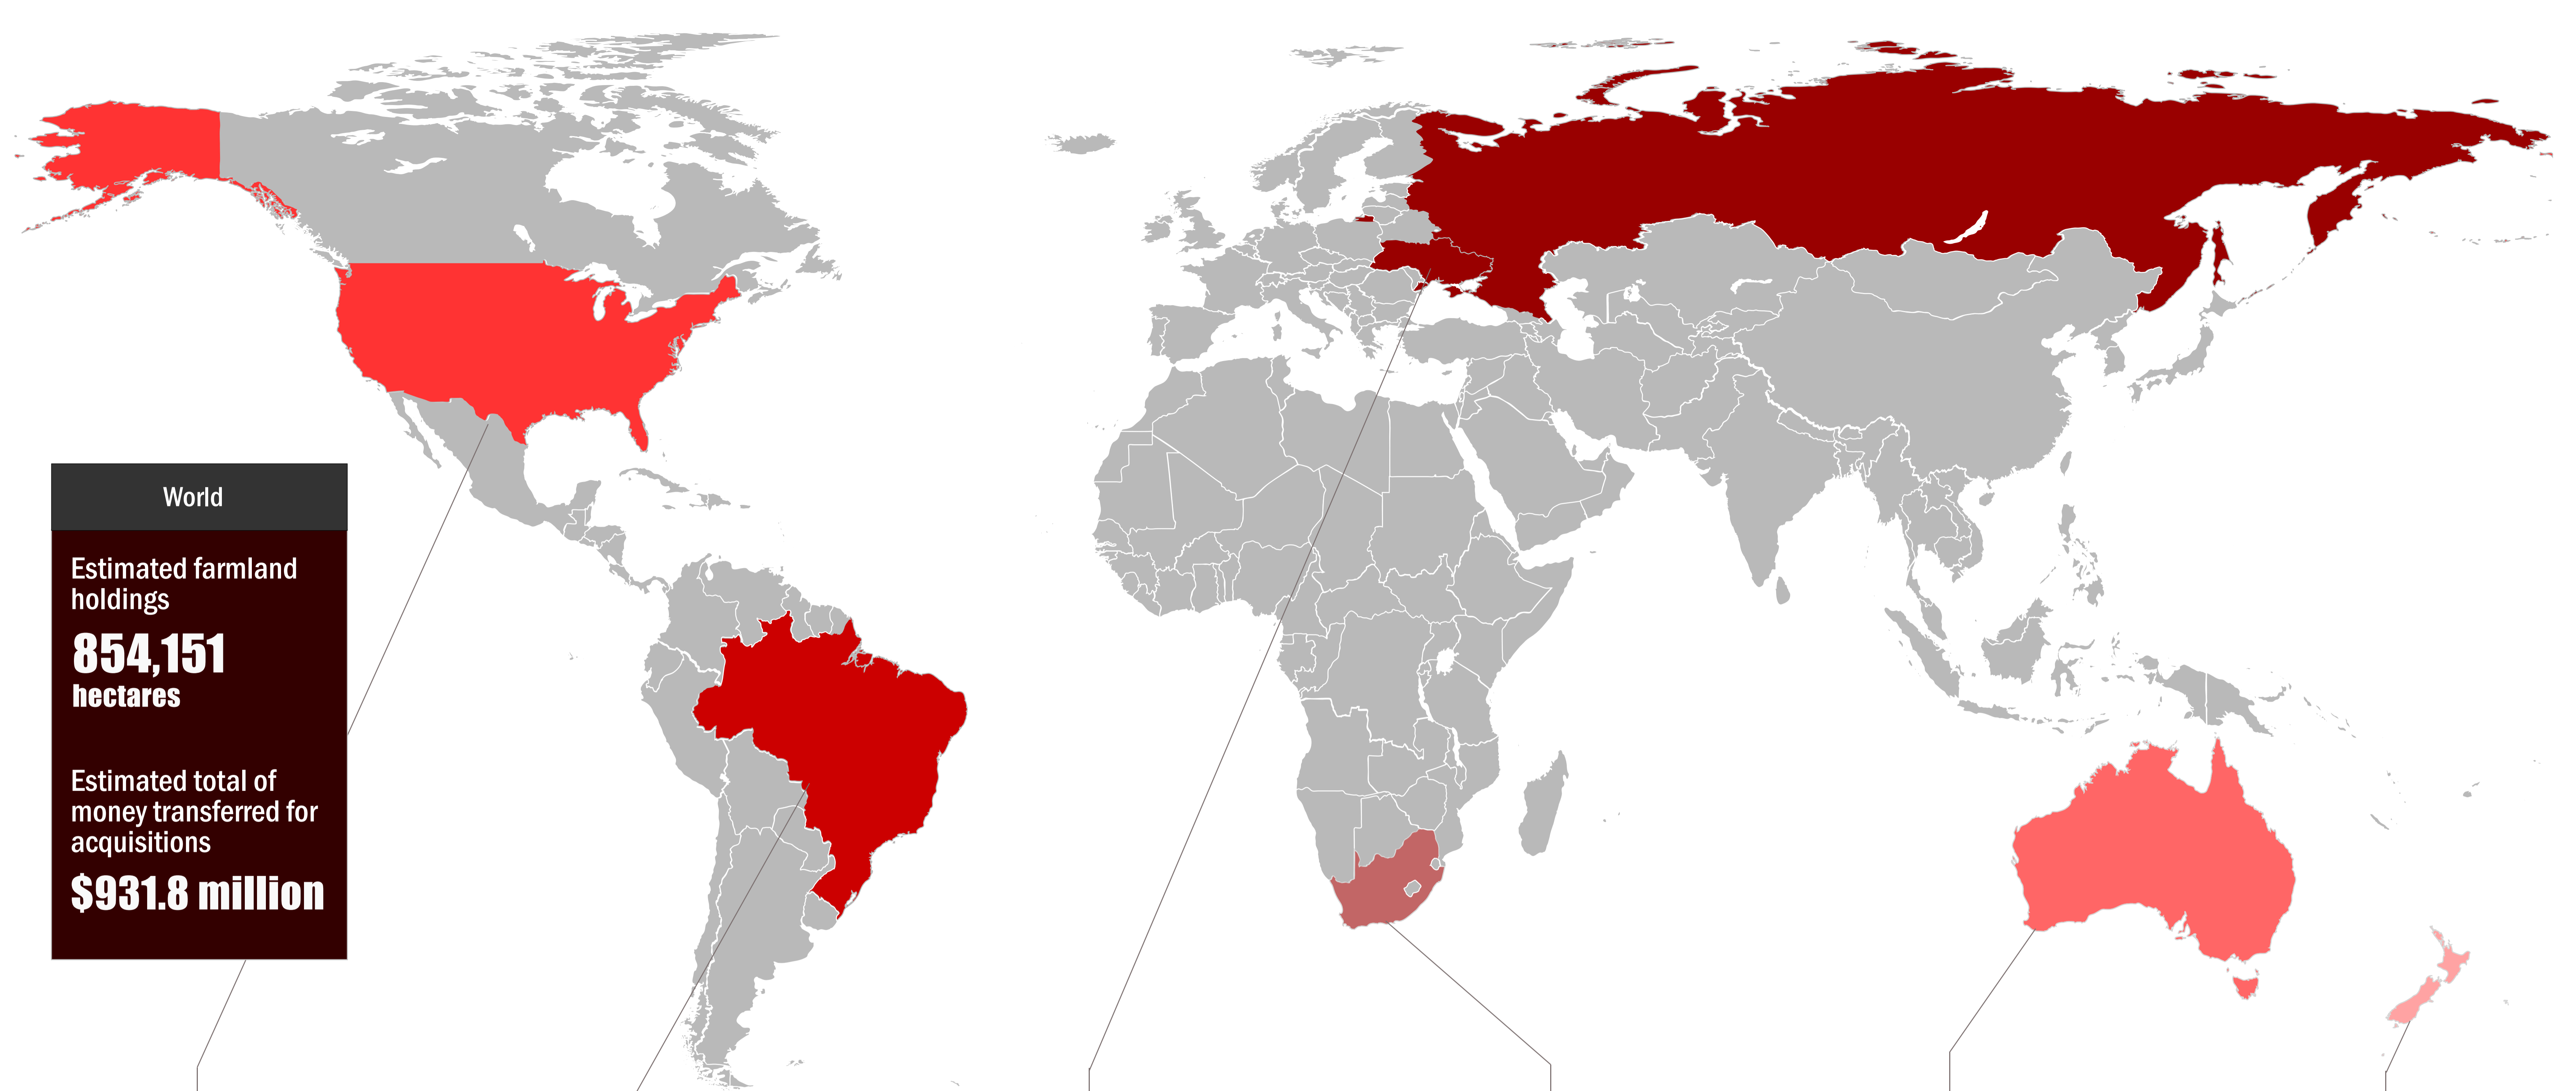 World
Estimated farmland
holdings
854,151
hectares
Estimated total of
money transferred for
acquisitions
$931.8 million